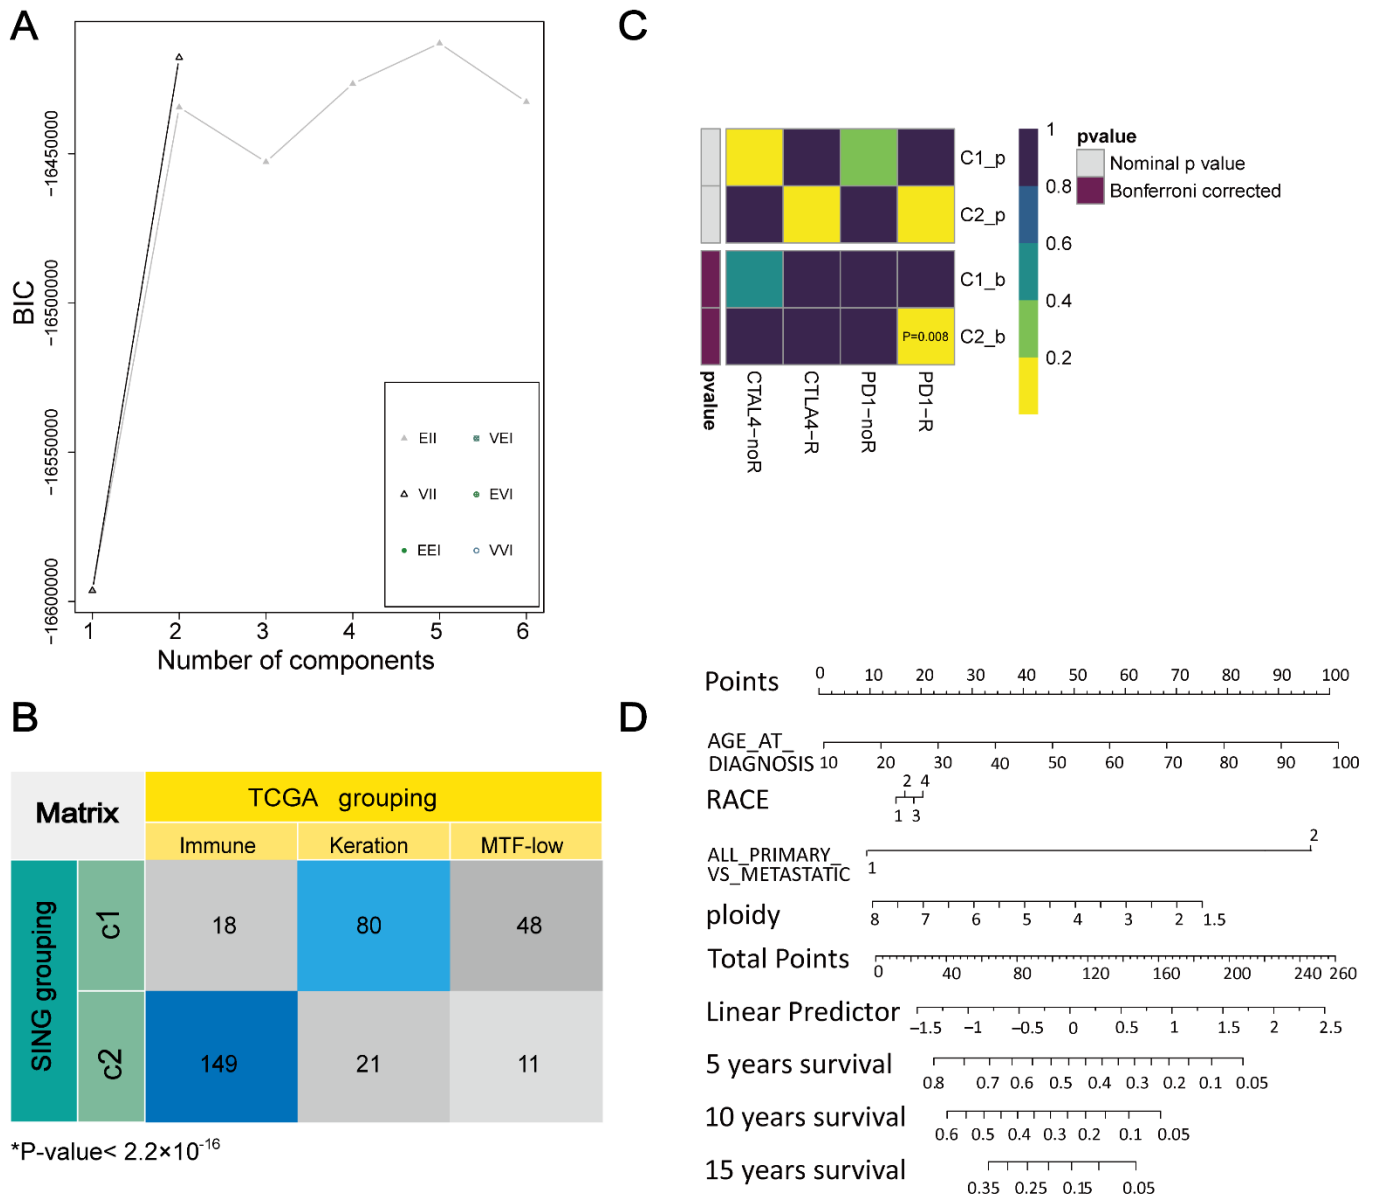 A
BIC
-16450000
-16500000
-16550000
-16600000
EII
VEI
VII
EVI
EEI
VVI
1 2 3 4 5 6
Number of components
C
C1_p
C2_p
C1_b
P=0.008
C2_b
pvalue
CTAL4-noR
CTLA4-R
PD1-noR
PD1-R
1
0.8
0.6
0.4
0.2
pvalue
Nominal p value
Bonferroni corrected
B
Matrix
TCGA grouping
Immune Keration MTF-low
SING grouping
c1
18 80 48
c2
149 21 11
*P-value< 2.2×10-16
D
Points
0 10 20 30 40 50 60 70 80 90 100
AGE_AT_
DIAGNOSIS
10 20 30 40 50 60 70 80 90 100
RACE
2 4
1 3
ALL_PRIMARY_
VS_METASTATIC
2
1
ploidy
8 7 6 5 4 3 2 1.5
Total Points
0 40 80 120 160 200 240 260
Linear Predictor
-1.5 -1 -0.5 0 0.5 1 1.5 2 2.5
5 years survival
0.8 0.7 0.6 0.5 0.4 0.3 0.2 0.1 0.05
10 years survival
0.6 0.5 0.4 0.3 0.2 0.1 0.05
15 years survival
0.35 0.25 0.15 0.05